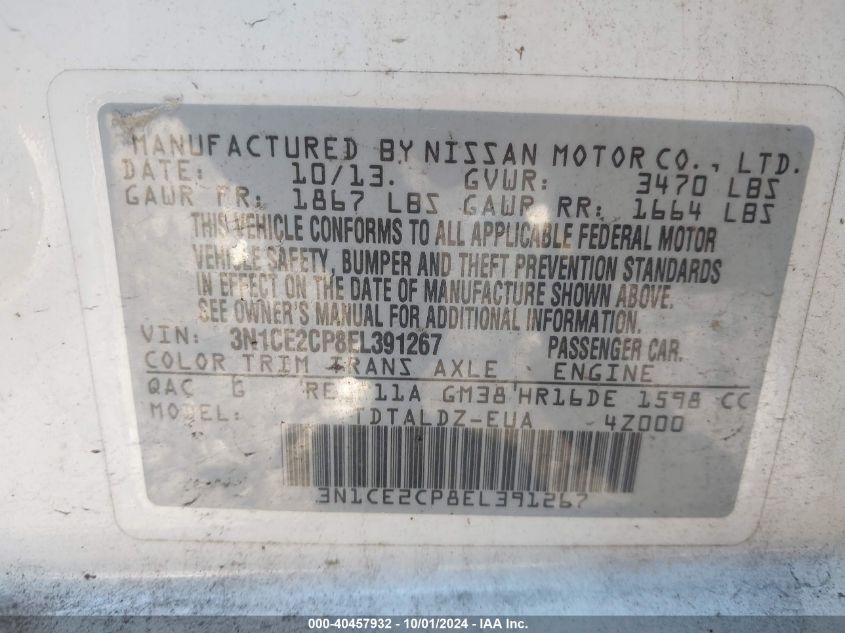 MANUFACTURED BY NISSAN MOTOR CO., LTD.
DATE: 10/13. GVWR: 3470 LBS
GAWR FR: 1867 LBS GAWR RR: 1664 LBS
THIS VEHICLE CONFORMS TO ALL APPLICABLE FEDERAL MOTOR
VEHICLE SAFETY, BUMPER AND THEFT PREVENTION STANDARDS
IN EFFECT ON THE DATE OF MANUFACTURE SHOWN ABOVE.
SEE OWNER'S MANUAL FOR ADDITIONAL INFORMATION.
VIN: 3N1CE2CP8EL391267 PASSENGER CAR.
COLOR TRIM TRANS AXLE ENGINE
QAC G 11A GM38 HR16DE 1598 CC
MODEL: TDTALDZ-EUA 4Z000
3N1CE2CP8EL391267
000-40457932 - 10/01/2024 - IAA Inc.